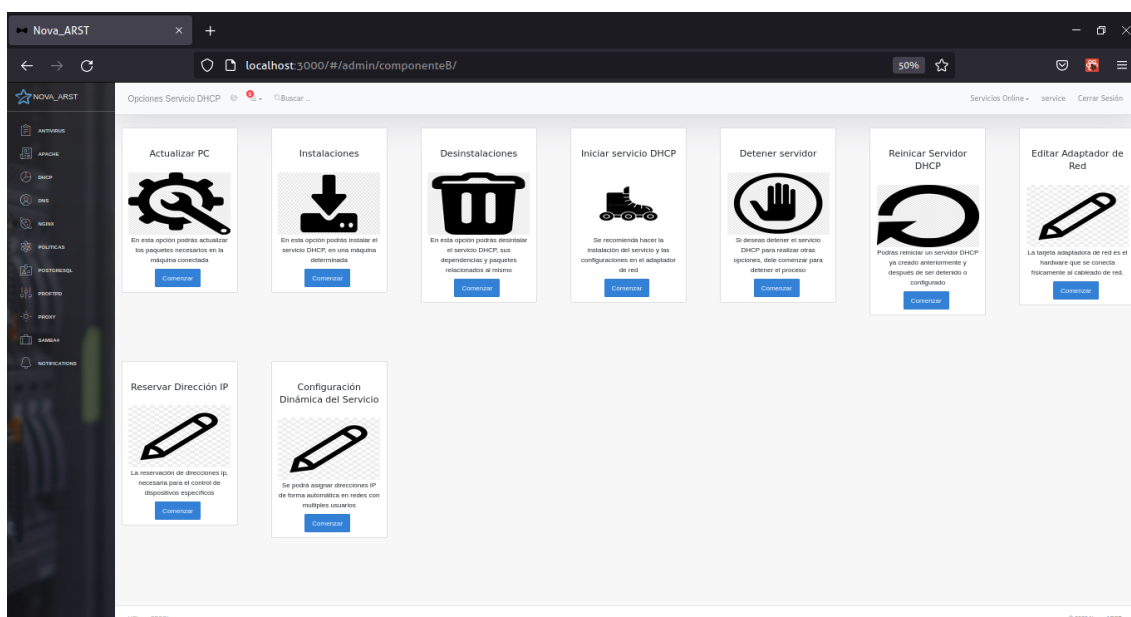 Nova_ARST
localhost:3000/#/admin/componenteB/
50%
NOVA_ARST
Opciones Servicio DHCP
5
Buscar ..
Servicios Online
service
Cerrar Sesión
ANTIVIRUS
APACHE
DHCP
DNS
NGINX
POLITICAS
POSTGRESQL
PROFTPD
PROXY
SAMBA4
NOTIFICATIONS
Actualizar PC
En esta opción podrás actualizar
los paquetes necesarios en la
máquina conectada
Comenzar
Instalaciones
En esta opción podrás instalar el
servicio DHCP, en una máquina
determinada
Comenzar
Desinstalaciones
En esta opción podrás desintalar
el servicio DHCP, sus
dependencias y paquetes
relacionados al mismo
Comenzar
Iniciar servicio DHCP
Se recomienda hacer la
instalación del servicio y las
configuraciones en el adaptador
de red
Comenzar
Detener servidor
Si deseas detener el servicio
DHCP para realizar otras
opciones, dele comenzar para
detener el proceso
Comenzar
Reinicar Servidor
DHCP
Podrás reiniciar un servidor DHCP
ya creado anteriormente y
después de ser detenido o
configurado
Comenzar
Editar Adaptador de
Red
La tarjeta adaptadora de red es el
hardware que se conecta
físicamente al cableado de red.
Comenzar
Reservar Dirección IP
La reservación de direcciones ip,
necesaria para el control de
dispositivos específicos
Comenzar
Configuración
Dinámica del Servicio
Se podrá asignar direcciones IP
de forma automática en redes con
multiples usuarios
Comenzar